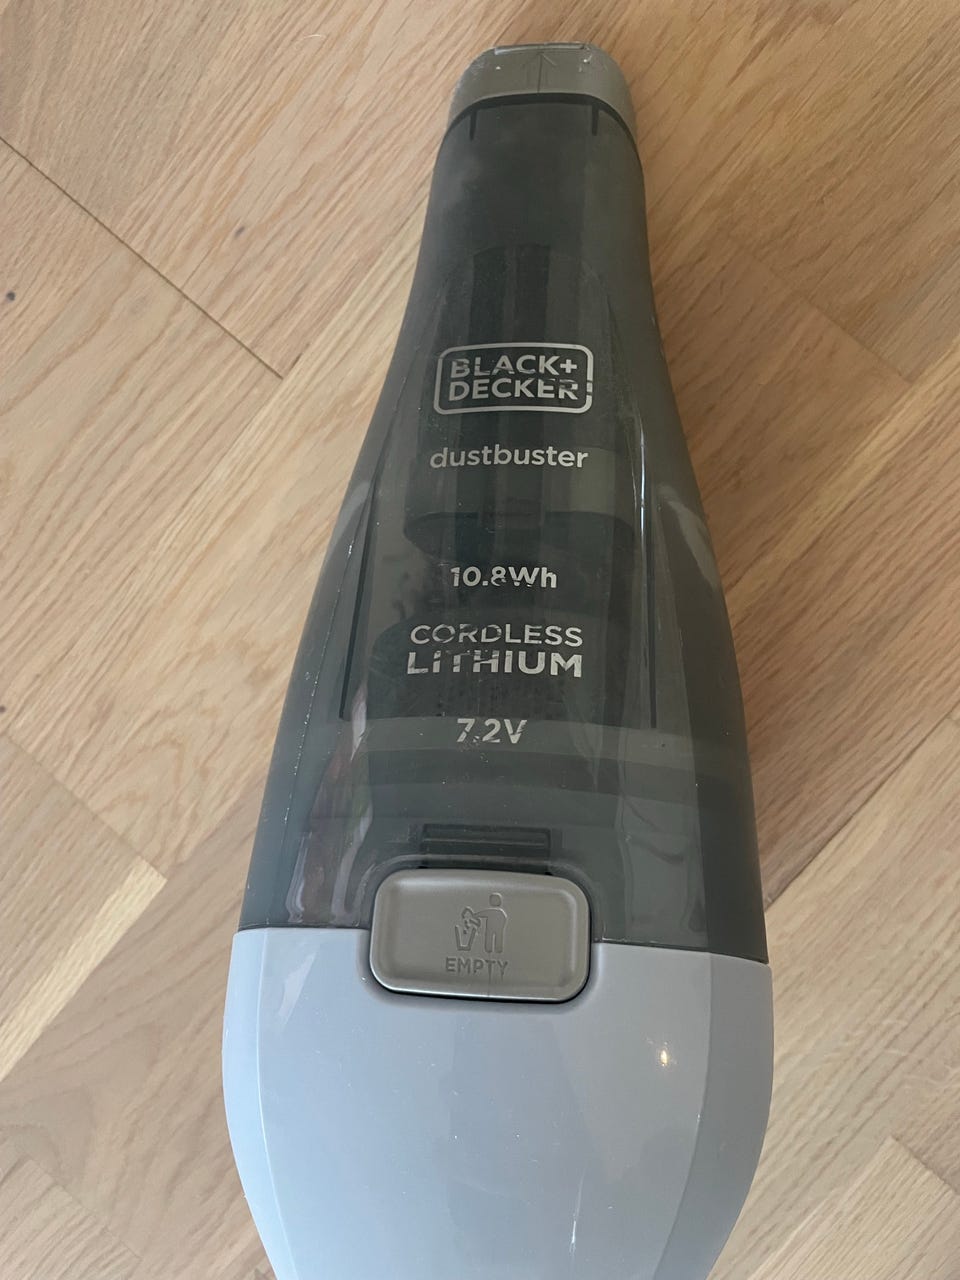 BLACK+
DECKER
dustbuster
10.8Wh
CORDLESS
LITHIUM
7.2V
EMPTY